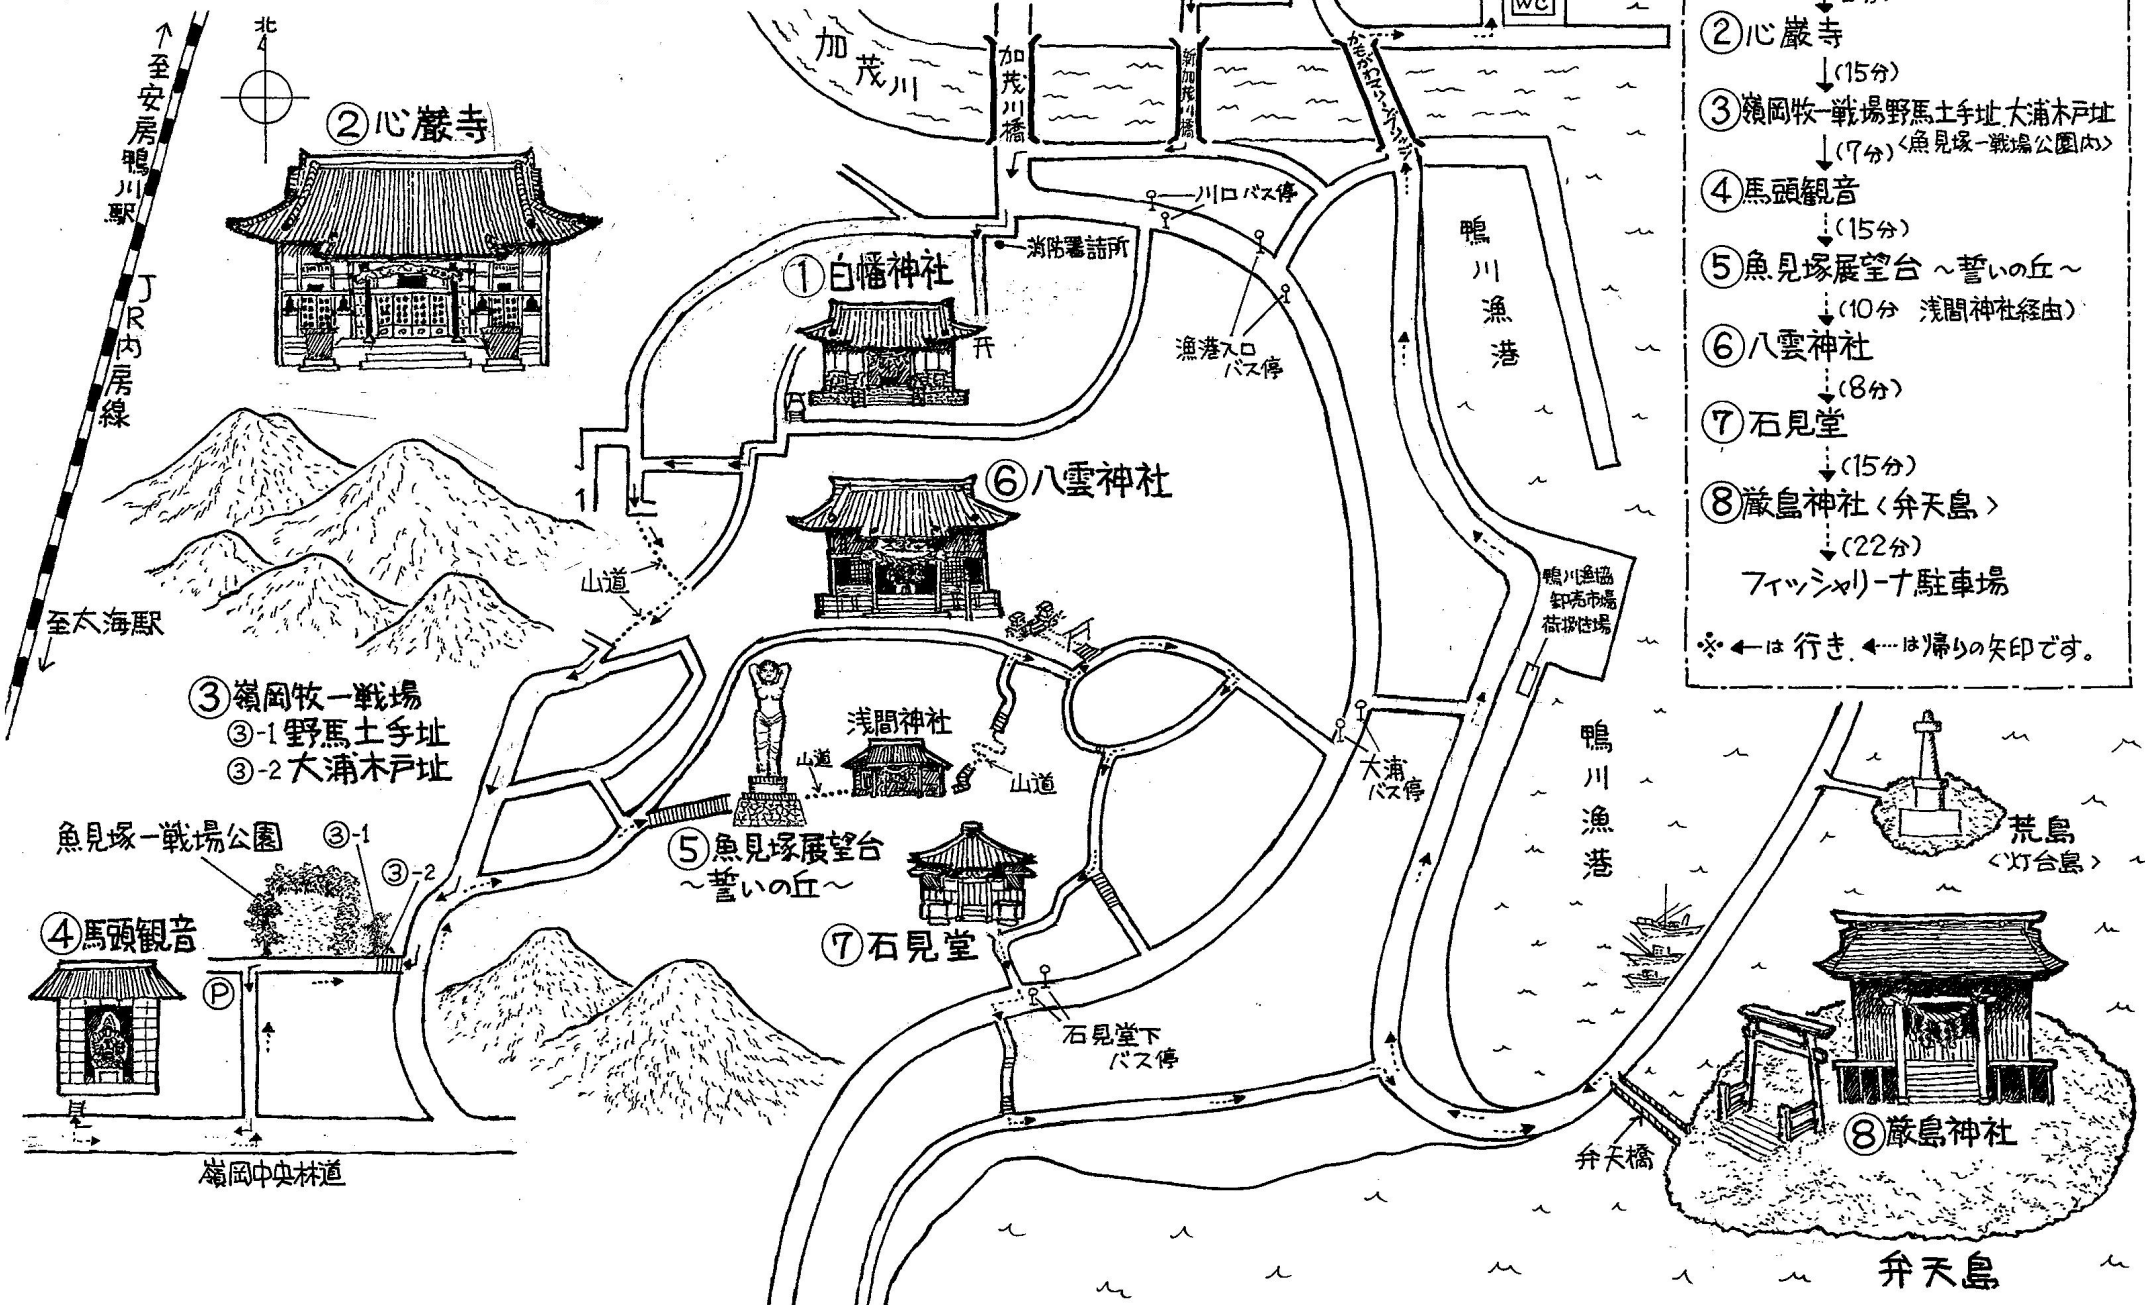 北
↑至安房鴨川駅
JR内房線
至太海駅
②心巌寺
加茂川
加茂川橋
新加茂川橋
かもがわマリンブリッジ
WC
川口バス停
消防署詰所
①白幡神社
漁港入口
バス停
鴨川漁港
⑥八雲神社
山道
鴨川漁協
卸売市場
荷捌き場
③嶺岡牧一戦場
③-1野馬土手址
③-2大浦木戸址
浅間神社
山道
山道
大浦
バス停
鴨川漁港
魚見塚一戦場公園
③-1
③-2
⑤魚見塚展望台
〜誓いの丘〜
④馬頭観音
P
⑦石見堂
石見堂下
バス停
嶺岡中央林道
荒島
<灯台島>
弁天橋
⑧厳島神社
弁天島
②心巌寺
(15分)
③嶺岡牧一戦場野馬土手址、大浦木戸址
(7分)<魚見塚一戦場公園内>
④馬頭観音
(15分)
⑤魚見塚展望台 〜誓いの丘〜
(10分 浅間神社経由)
⑥八雲神社
(8分)
⑦石見堂
(15分)
⑧厳島神社<弁天島>
(22分)
フィッシャリーナ駐車場
※←は行き、←---は帰りの矢印です。